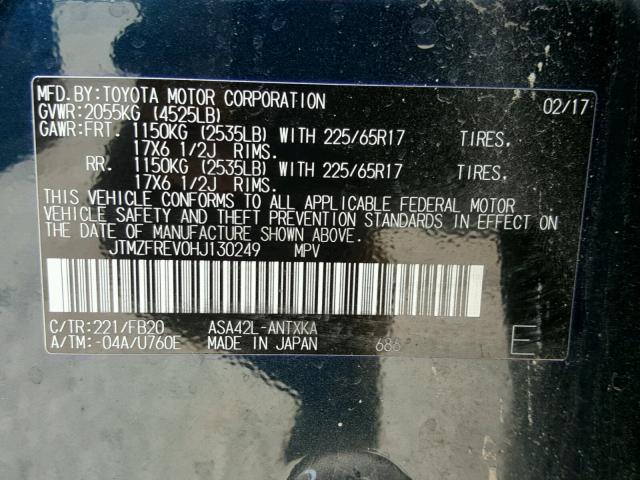 MFD.BY:TOYOTA MOTOR CORPORATION 02/17
GVWR:2055KG (4525LB)
GAWR:FRT. 1150KG (2535LB) WITH 225/65R17 TIRES,
17X6 1/2J RIMS.
RR. 1150KG (2535LB) WITH 225/65R17 TIRES,
17X6 1/2J RIMS.
THIS VEHICLE CONFORMS TO ALL APPLICABLE FEDERAL MOTOR
VEHICLE SAFETY AND THEFT PREVENTION STANDARDS IN EFFECT ON
THE DATE OF MANUFACTURE SHOWN ABOVE.
JTMZFREV0HJ130249 MPV
C/TR:221/FB20 ASA42L-ANTXKA
A/TM:-04A/U760E MADE IN JAPAN 686 E